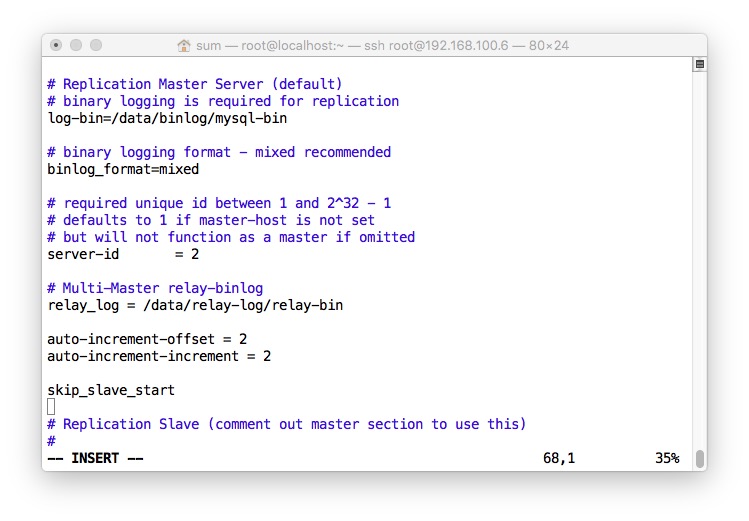 sum — root@localhost:~ — ssh root@192.168.100.6 — 80×24
# Replication Master Server (default)
# binary logging is required for replication
log-bin=/data/binlog/mysql-bin
# binary logging format - mixed recommended
binlog_format=mixed
# required unique id between 1 and 2^32 - 1
# defaults to 1 if master-host is not set
# but will not function as a master if omitted
server-id       = 2
# Multi-Master relay-binlog
relay_log = /data/relay-log/relay-bin
auto-increment-offset = 2
auto-increment-increment = 2
skip_slave_start
# Replication Slave (comment out master section to use this)
#
-- INSERT -- 68,1 35%